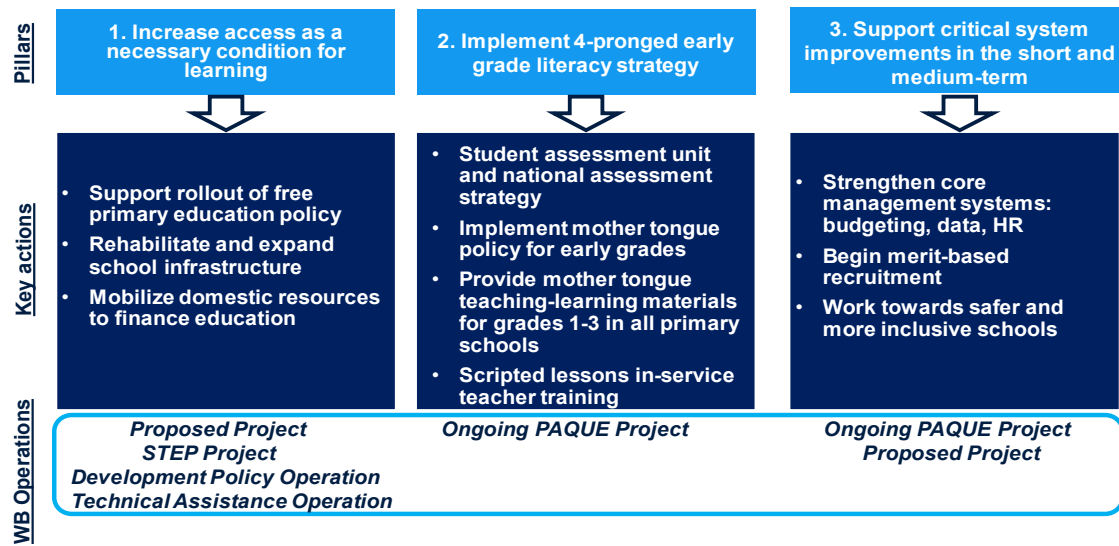 Pillars
1. Increase access as a
necessary condition for
learning
2. Implement 4-pronged early
grade literacy strategy
3. Support critical system
improvements in the short and
medium-term
Key actions
• Support rollout of free
primary education policy
• Rehabilitate and expand
school infrastructure
• Mobilize domestic resources
to finance education
• Student assessment unit
and national assessment
strategy
• Implement mother tongue
policy for early grades
• Provide mother tongue
teaching-learning materials
for grades 1-3 in all primary
schools
• Scripted lessons in-service
teacher training
• Strengthen core
management systems:
budgeting, data, HR
• Begin merit-based
recruitment
• Work towards safer and
more inclusive schools
WB Operations
Proposed Project
STEP Project
Development Policy Operation
Technical Assistance Operation
Ongoing PAQUE Project
Ongoing PAQUE Project
Proposed Project